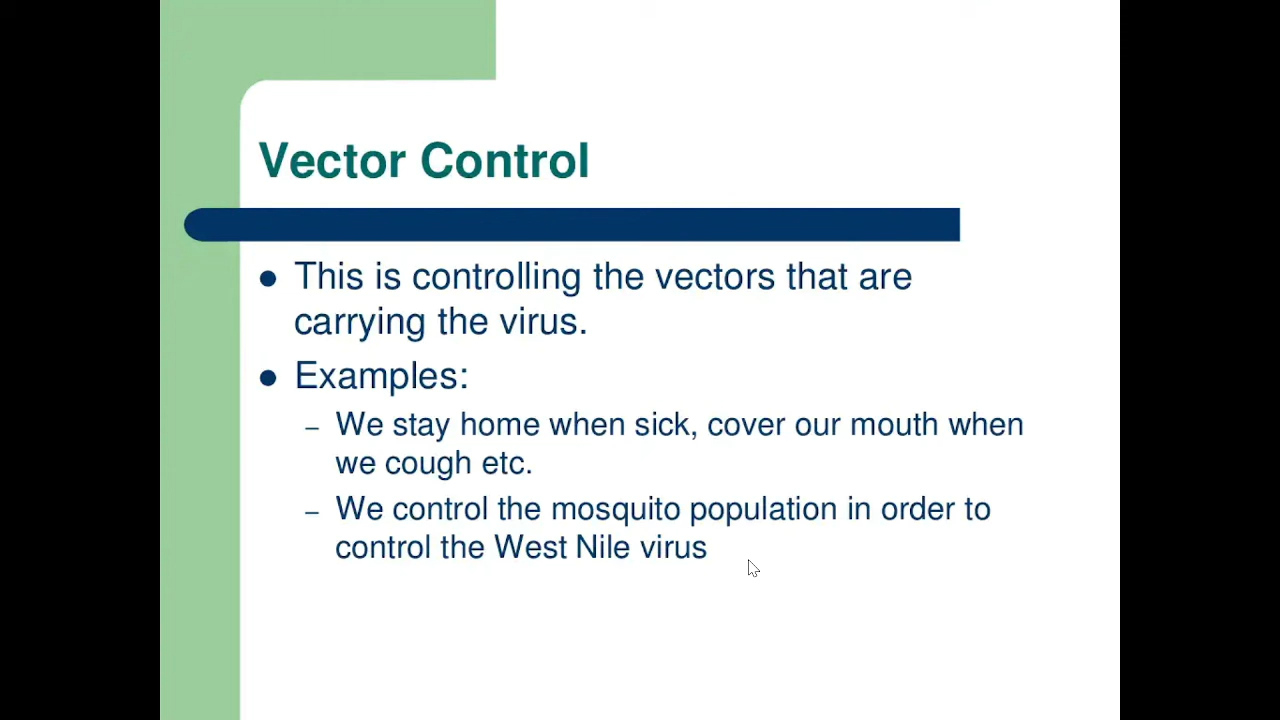 Vector Control
● This is controlling the vectors that are
carrying the virus.
● Examples:
– We stay home when sick, cover our mouth when
we cough etc.
– We control the mosquito population in order to
control the West Nile virus